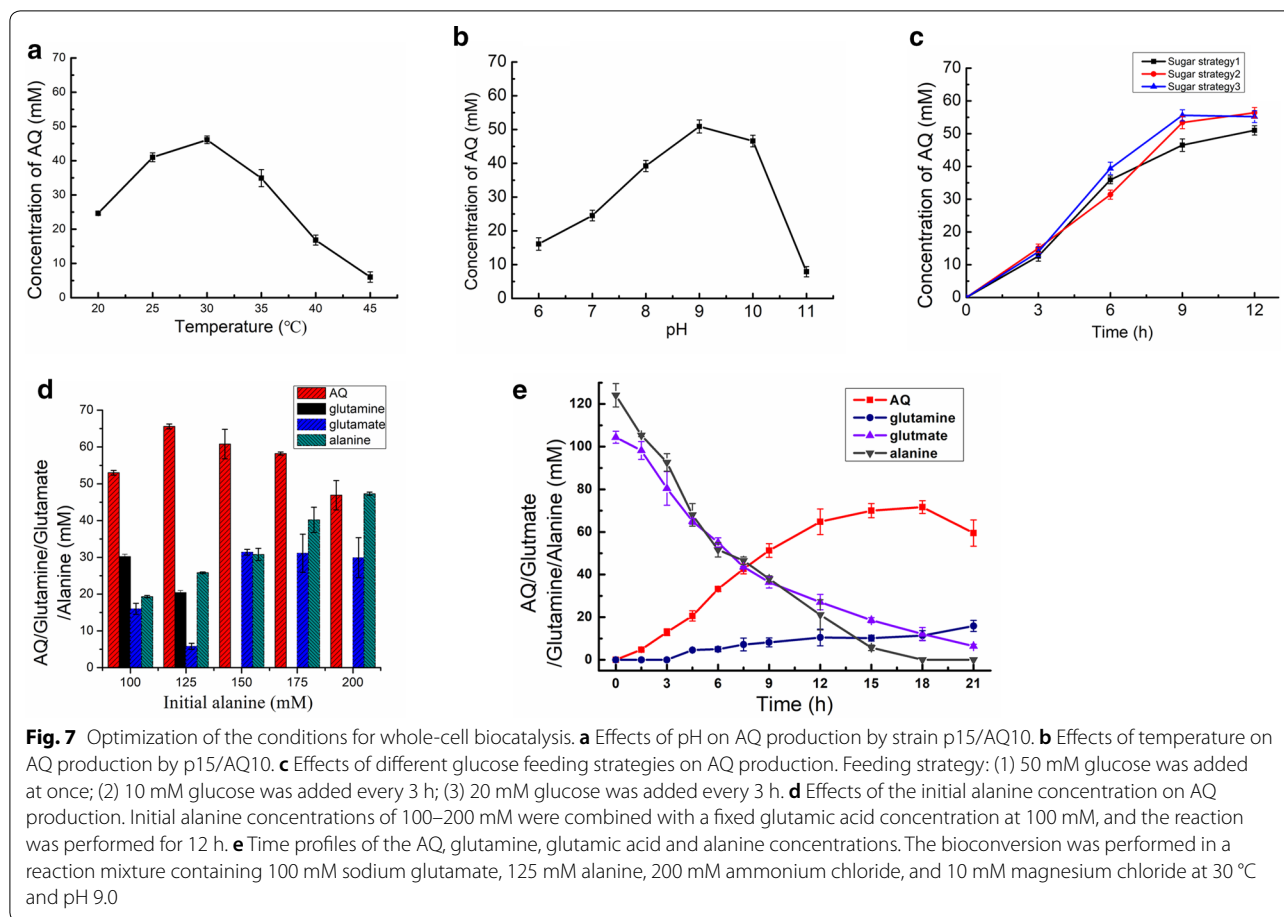 a
Concentration of AQ (mM)
70
60
50
40
30
20
10
0
20 25 30 35 40 45
Temperature (℃)
b
Concentration of AQ (mM)
70
60
50
40
30
20
10
0
6 7 8 9 10 11
pH
c
Concentration of AQ (mM)
70
60
50
40
30
20
10
0
Sugar strategy1
Sugar strategy2
Sugar strategy3
0 3 6 9 12
Time (h)
d
AQ/Glutamine/Glutamate
/Alanine (mM)
70
60
50
40
30
20
10
0
AQ
glutamine
glutamate
alanine
100 125 150 175 200
Initial alanine (mM)
e
AQ/Glutmate
/Glutamine/Alanine (mM)
120
100
80
60
40
20
0
AQ
glutamine
glutmate
alanine
0 3 6 9 12 15 18 21
Time (h)
Fig. 7 Optimization of the conditions for whole-cell biocatalysis. a Effects of pH on AQ production by strain p15/AQ10. b Effects of temperature on
AQ production by p15/AQ10. c Effects of different glucose feeding strategies on AQ production. Feeding strategy: (1) 50 mM glucose was added
at once; (2) 10 mM glucose was added every 3 h; (3) 20 mM glucose was added every 3 h. d Effects of the initial alanine concentration on AQ
production. Initial alanine concentrations of 100–200 mM were combined with a fixed glutamic acid concentration at 100 mM, and the reaction
was performed for 12 h. e Time profiles of the AQ, glutamine, glutamic acid and alanine concentrations. The bioconversion was performed in a
reaction mixture containing 100 mM sodium glutamate, 125 mM alanine, 200 mM ammonium chloride, and 10 mM magnesium chloride at 30 °C
and pH 9.0